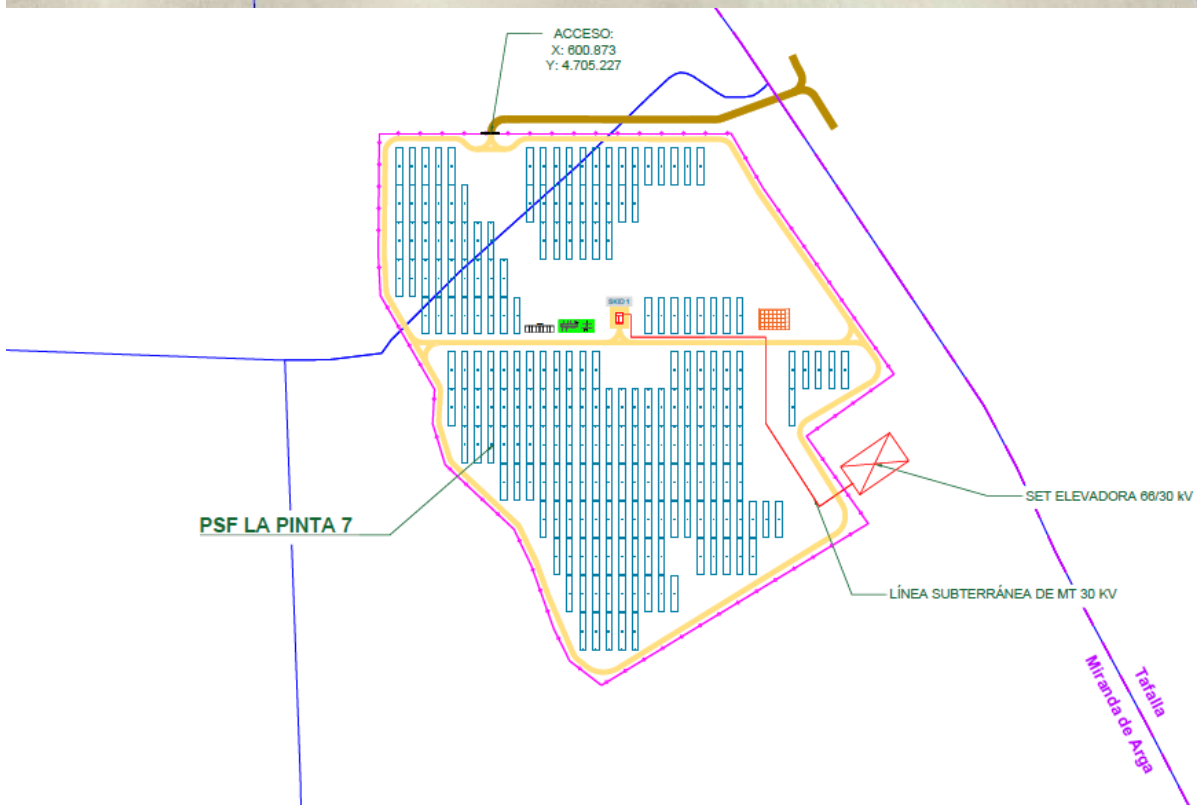 ACCESO:
X: 600.873
Y: 4.705.227
SKID 1
PSF LA PINTA 7
SET ELEVADORA 66/30 kV
LÍNEA SUBTERRÁNEA DE MT 30 KV
Tafalla
Miranda de Arga